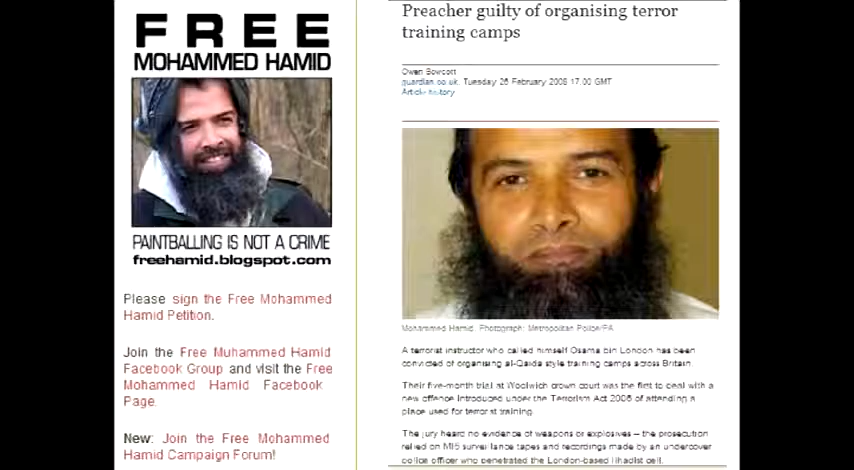 FREE
MOHAMMED HAMID
PAINTBALLING IS NOT A CRIME
freehamid.blogspot.com
Please sign the Free Mohammed
Hamid Petition.
Join the Free Muhammed Hamid
Facebook Group and visit the Free
Mohammed Hamid Facebook
Page.
New: Join the Free Mohammed
Hamid Campaign Forum!
Preacher guilty of organising terror
training camps
Owen Bowcott
guardian.co.uk, Tuesday 26 February 2008 17.00 GMT
Article history
Mohammed Hamid. Photograph: Metropolitan Police/PA
A terrorist instructor who called himself Osama bin London has been
convicted of organising al-Qaida style training camps across Britain.
Their five-month trial at Woolwich crown court was the first to deal with a
new offence introduced under the Terrorism Act 2006 of attending a
place used for terrorist training.
The jury heard no evidence of weapons or explosives – the prosecution
relied on MI5 surveillance tapes and recordings made by an undercover
police officer who penetrated the London-based jihadist cell.